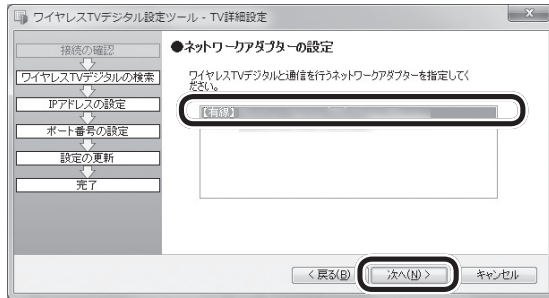 ワイヤレスTVデジタル設定ツール - TV詳細設定
接続の確認
ワイヤレスTVデジタルの検索
IPアドレスの設定
ポート番号の設定
設定の更新
完了
●ネットワークアダプターの設定
ワイヤレスTVデジタルと通信を行うネットワークアダプターを指定してく
ださい。
【有線】
< 戻る(B)
次へ(N) >
キャンセル